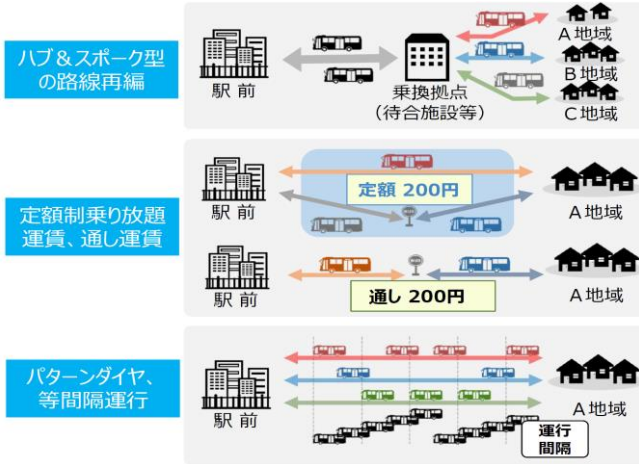 ハブ＆スポーク型
の路線再編
駅 前
乗換拠点
（待合施設等）
A 地域
B 地域
C 地域
定額制乗り放題
運賃、通し運賃
駅 前
定額 200円
A 地域
駅 前
通し 200円
A 地域
パターンダイヤ、
等間隔運行
駅 前
A 地域
運行
間隔